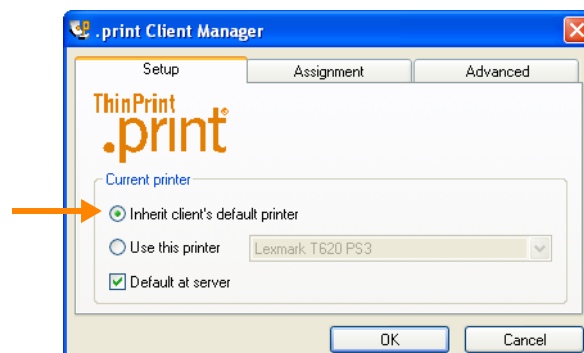 .print Client Manager
Setup Assignment Advanced
ThinPrint
.print®
Current printer
Inherit client's default printer
Use this printer Lexmark T620 PS3
Default at server
OK Cancel